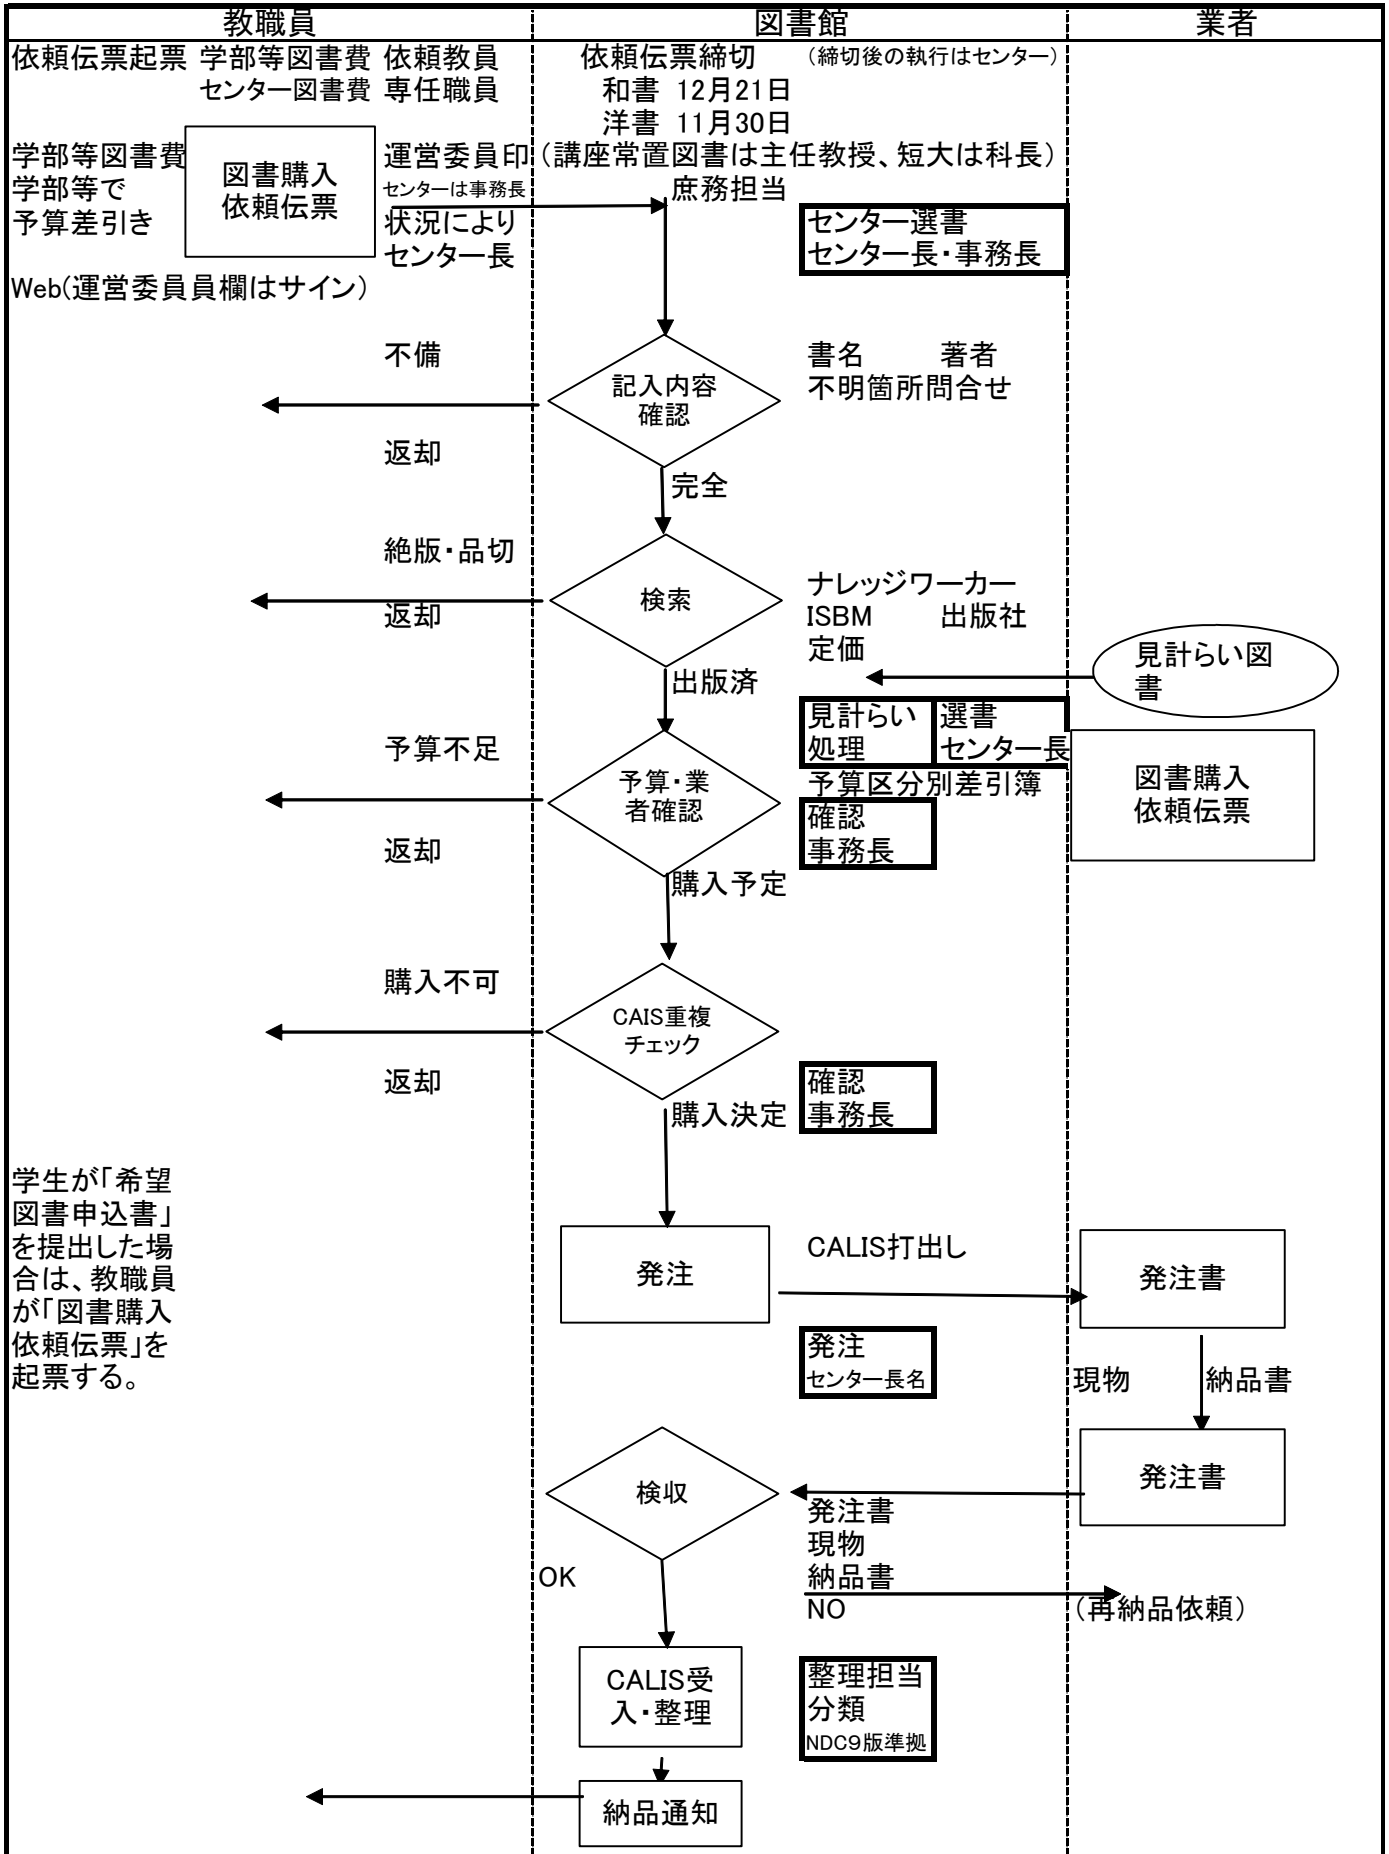 教職員
図書館
業者
依頼伝票起票 学部等図書費 依頼教員
センター図書費 専任職員
依頼伝票締切 (締切後の執行はセンター)
和書 12月21日
洋書 11月30日
学部等図書費
学部等で
予算差引き
図書購入
依頼伝票
運営委員印(講座常置図書は主任教授、短大は科長)
センターは事務長
庶務担当
状況により
センター長
センター選書
センター長・事務長
Web(運営委員員欄はサイン)
不備
記入内容
確認
書名 著者
不明箇所問合せ
返却
完全
絶版・品切
検索
ナレッジワーカー
ISBM 出版社
定価
返却
見計らい図
書
出版済
見計らい
処理
選書
センター長
予算不足
予算・業
者確認
予算区分別差引簿
確認
事務長
図書購入
依頼伝票
返却
購入予定
購入不可
CAIS重複
チェック
返却
確認
事務長
購入決定
学生が「希望
図書申込書」
を提出した場
合は、教職員
が「図書購入
依頼伝票」を
起票する。
発注
CALIS打出し
発注書
発注
センター長名
現物 納品書
検収
発注書
発注書
現物
納品書
NO
OK
(再納品依頼)
CALIS受
入・整理
整理担当
分類
NDC9版準拠
納品通知